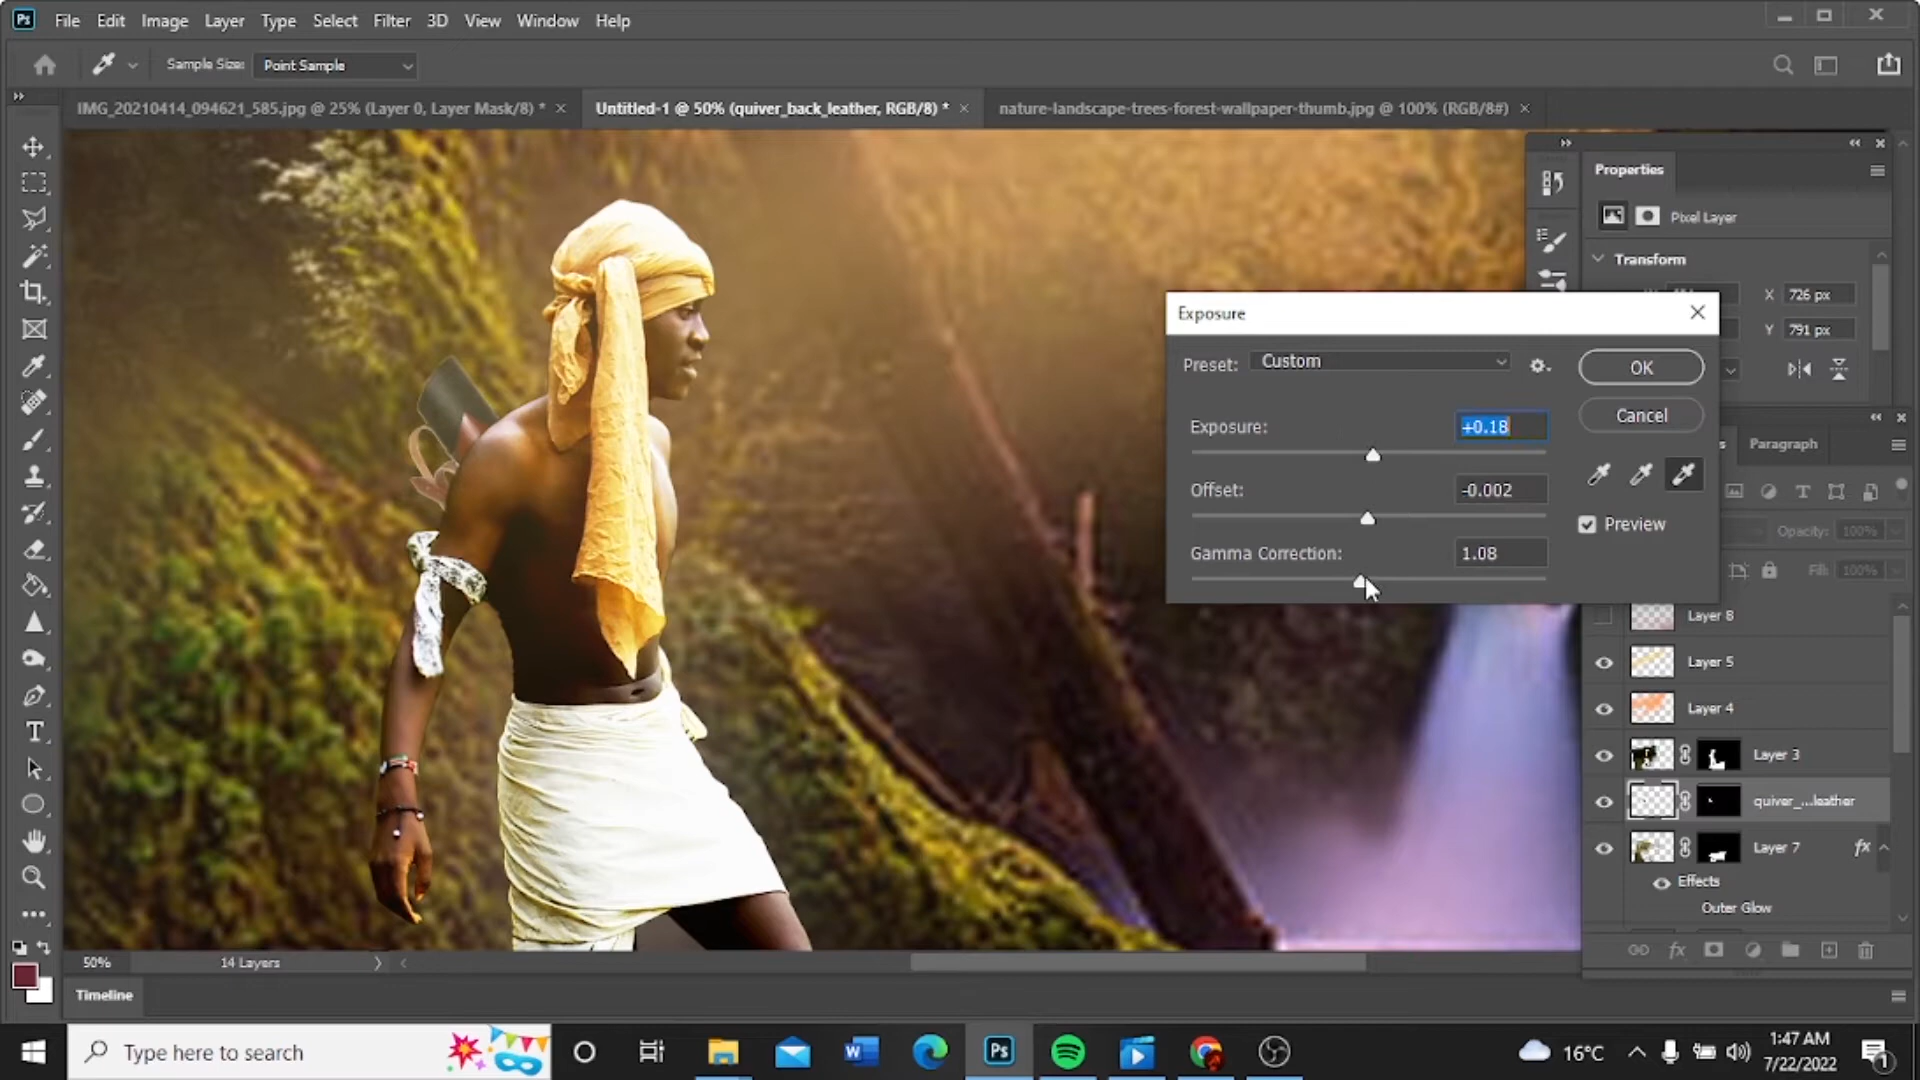 Ps File Edit Image Layer Type Select Filter 3D View Window Help
Sample Size: Point Sample
IMG_20210414_094621_585.jpg @ 25% (Layer 0, Layer Mask/8) *
Untitled-1 @ 50% (quiver_back_leather, RGB/8) *
nature-landscape-trees-forest-wallpaper-thumb.jpg @ 100% (RGB/8#)
Properties
Pixel Layer
Transform
X 726 px
Y 791 px
Exposure
Preset: Custom
OK
Exposure: +0.18
Cancel
Offset: -0.002
Preview
Gamma Correction: 1.08
Paragraph
Opacity: 100%
Fill: 100%
Layer 8
Layer 5
Layer 4
Layer 3
quiver_...leather
Layer 7 fx
Effects
Outer Glow
fx
50% 14 Layers
Timeline
Type here to search
W
Ps
16°C
1:47 AM
7/22/2022
1